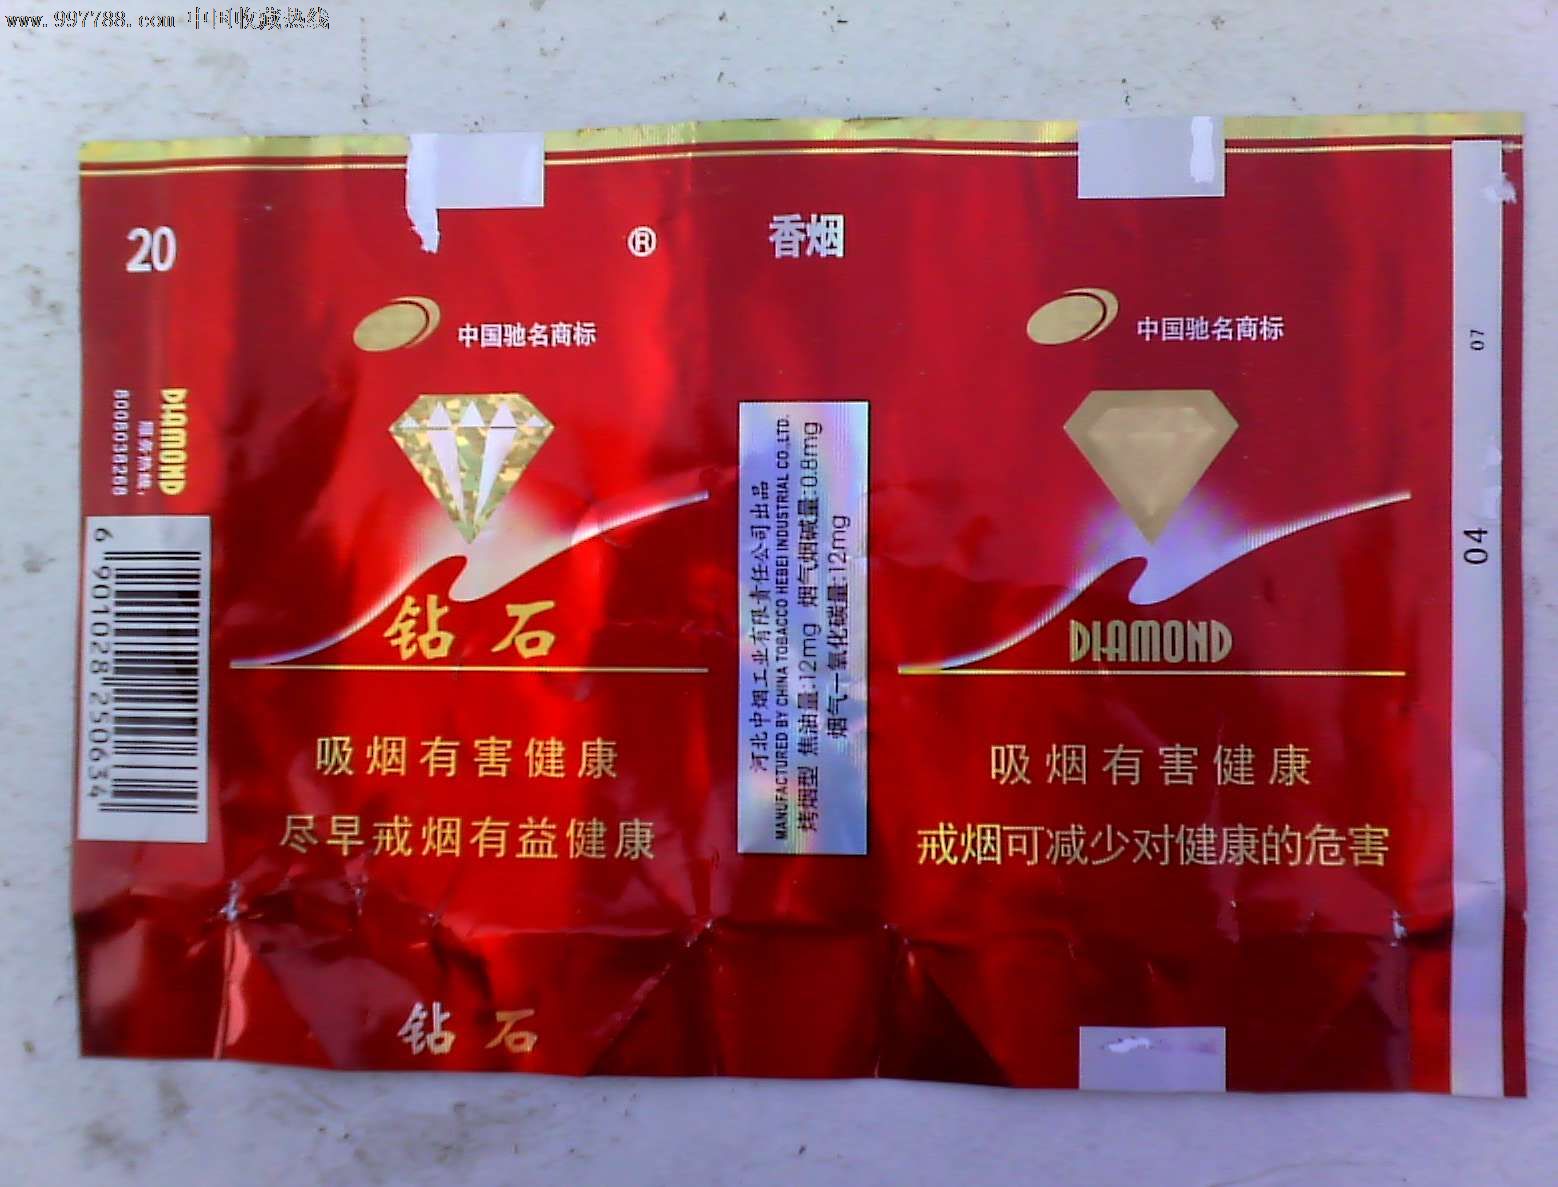 www.997788.com 中国收藏热线
20
®
香烟
中国驰名商标
中国驰名商标
DIAMOND
服务热线:
8008038268
6 901028 250634
河北中烟工业有限责任公司出品
MANUFACTURED BY CHINA TOBACCO HEBEI INDUSTRIAL CO.,LTD.
烤烟型 焦油量:12mg 烟气烟碱量:0.8mg
烟气一氧化碳量:12mg
07
04
钻石
DIAMOND
吸烟有害健康
尽早戒烟有益健康
吸烟有害健康
戒烟可减少对健康的危害
钻石